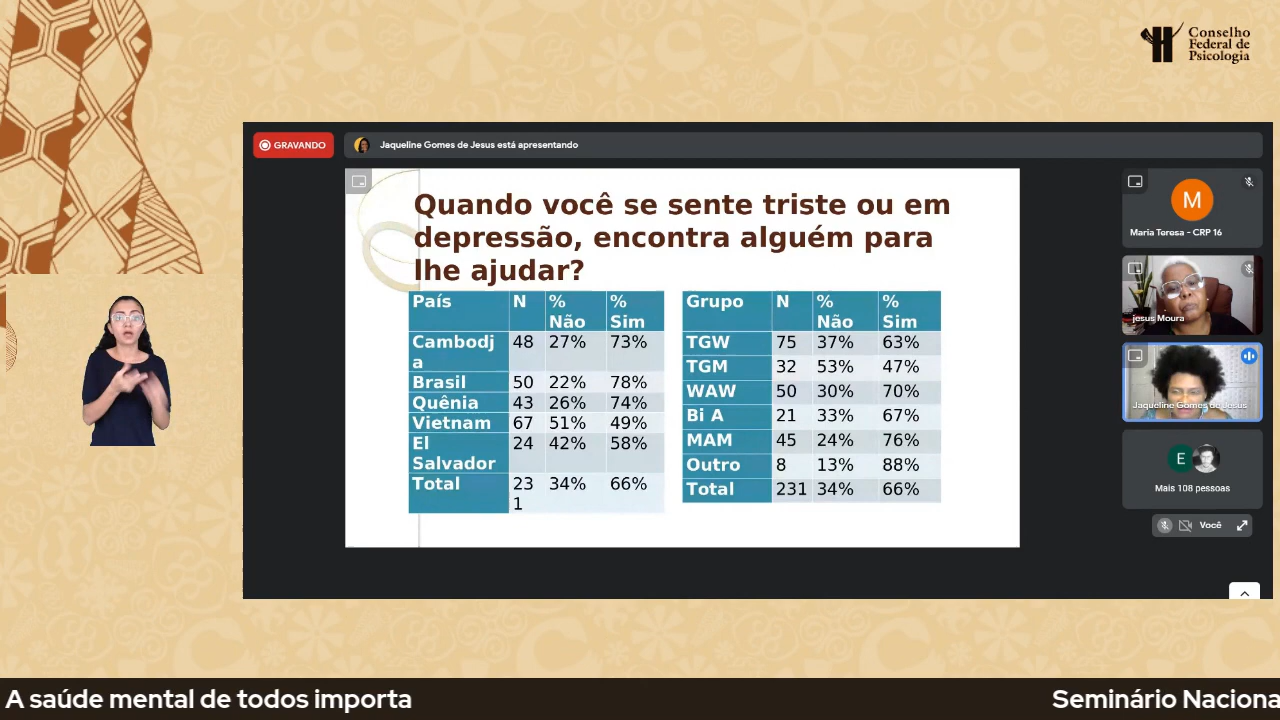 Conselho
Federal de
Psicologia
GRAVANDO
Jaqueline Gomes de Jesus está apresentando
Quando você se sente triste ou em
depressão, encontra alguém para
lhe ajudar?
País N % Não % Sim
Cambodja 48 27% 73%
Brasil 50 22% 78%
Quênia 43 26% 74%
Vietnam 67 51% 49%
El Salvador 24 42% 58%
Total 231 34% 66%
Grupo N % Não % Sim
TGW 75 37% 63%
TGM 32 53% 47%
WAW 50 30% 70%
Bi A 21 33% 67%
MAM 45 24% 76%
Outro 8 13% 88%
Total 231 34% 66%
M
Maria Teresa - CRP 16
jesus Moura
Jaqueline Gomes de Jesus
E
Mais 108 pessoas
Você
A saúde mental de todos importa
Seminário Naciona